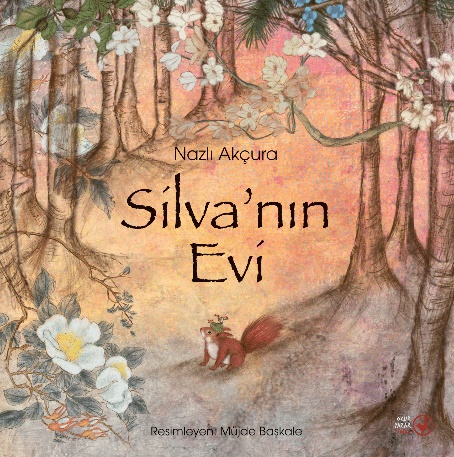 Nazlı Akçura
Silva'nın
Evi
Resimleyen: Müjde Başkale